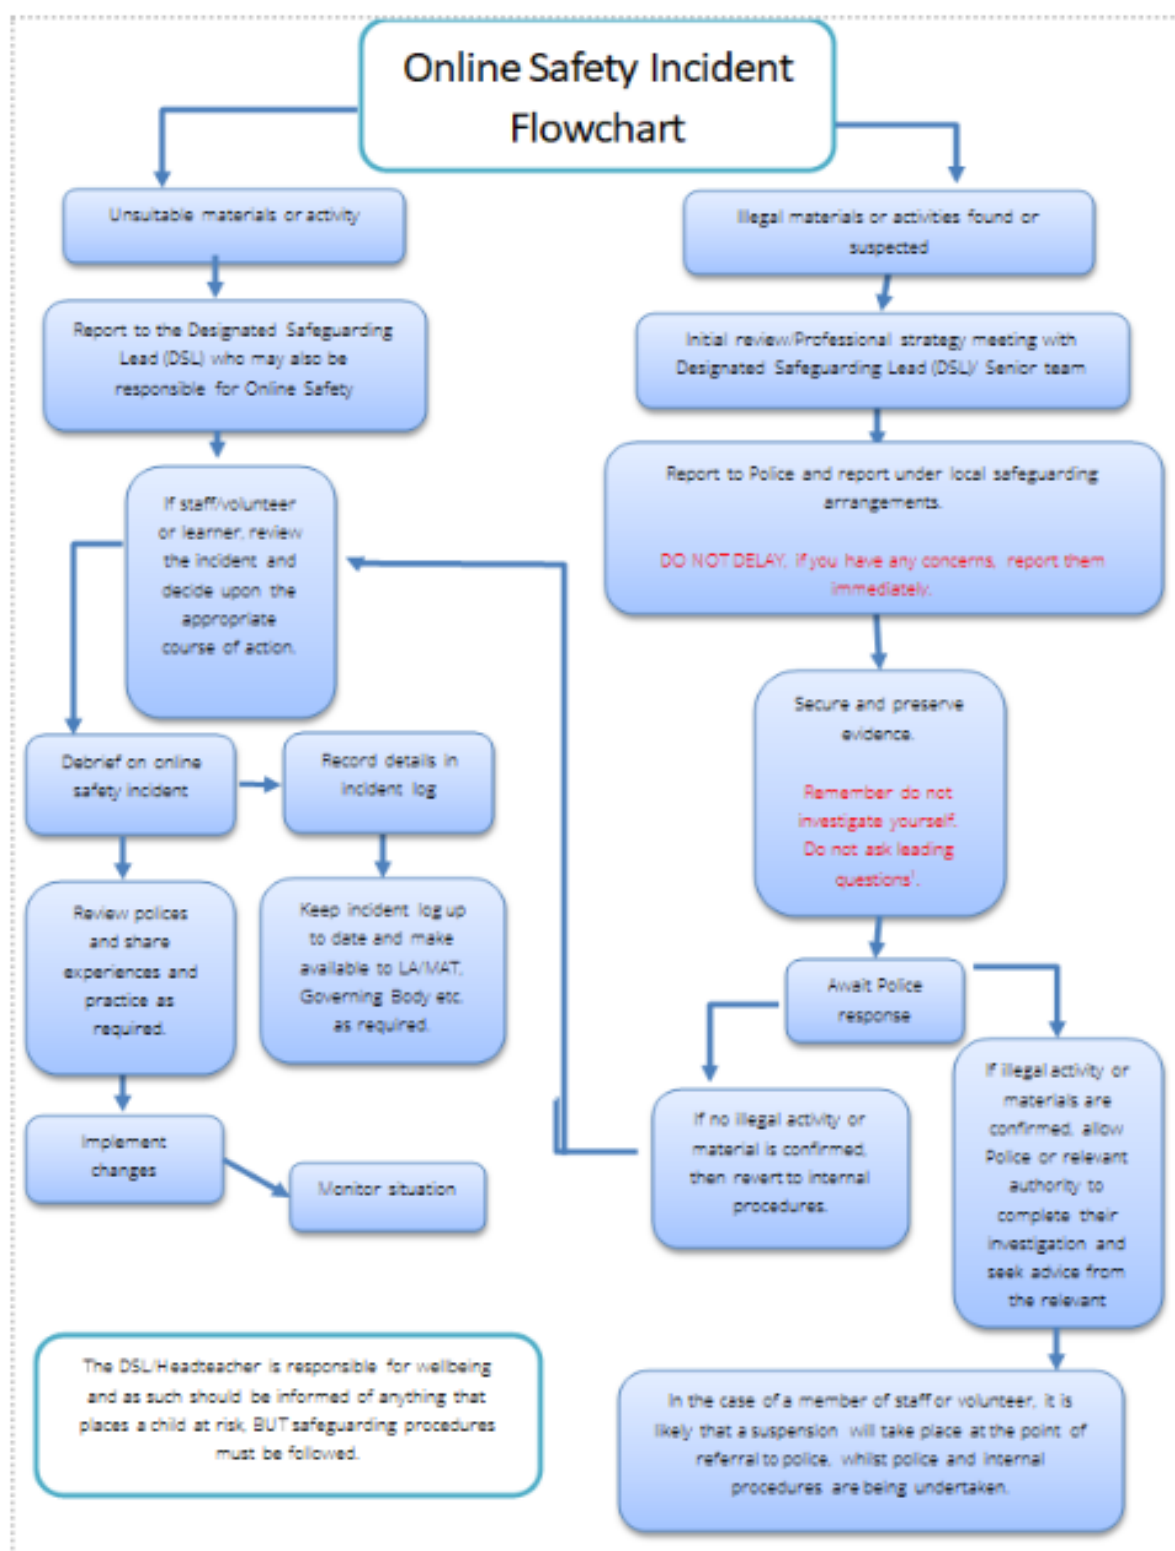 Online Safety Incident
Flowchart
Unsuitable materials or activity
Report to the Designated Safeguarding
Lead (DSL) who may also be
responsible for Online Safety
If staff/volunteer
or learner, review
the incident and
decide upon the
appropriate
course of action.
Debrief on online
safety incident
Record details in
incident log
Review polices
and share
experiences and
practice as
required.
Keep incident log up
to date and make
available to LA/MAT,
Governing Body etc.
as required.
Implement
changes
Monitor situation
The DSL/Headteacher is responsible for wellbeing
and as such should be informed of anything that
places a child at risk, BUT safeguarding procedures
must be followed.
Illegal materials or activities found or
suspected
Initial review/Professional strategy meeting with
Designated Safeguarding Lead (DSL)/ Senior team
Report to Police and report under local safeguarding
arrangements.
DO NOT DELAY, if you have any concerns, report them
immediately.
Secure and preserve
evidence.
Remember do not
investigate yourself.
Do not ask leading
questions¹.
Await Police
response
If no illegal activity or
material is confirmed,
then revert to internal
procedures.
If illegal activity or
materials are
confirmed, allow
Police or relevant
authority to
complete their
investigation and
seek advice from
the relevant
In the case of a member of staff or volunteer, it is
likely that a suspension will take place at the point of
referral to police, whilst police and internal
procedures are being undertaken.